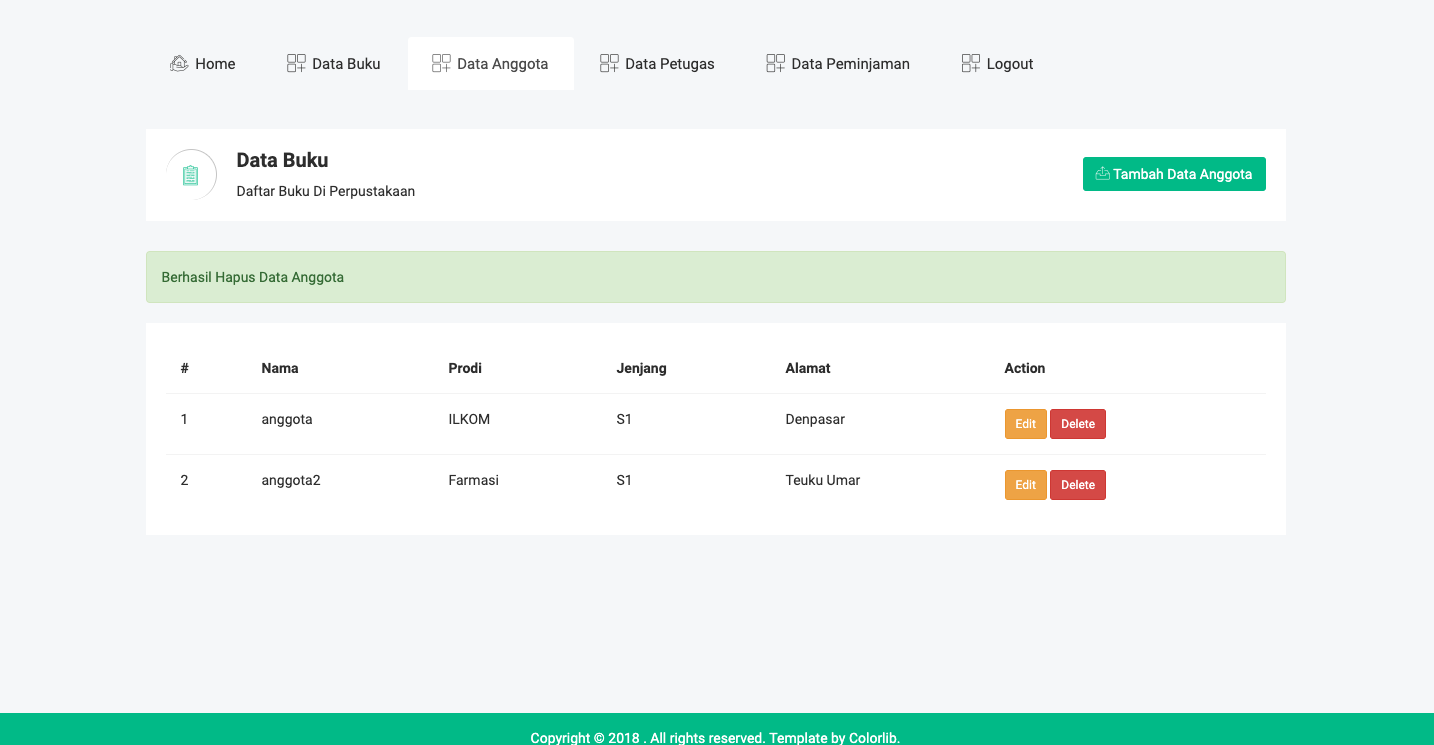 Home Data Buku Data Anggota Data Petugas Data Peminjaman Logout
Data Buku
Daftar Buku Di Perpustakaan
Tambah Data Anggota
Berhasil Hapus Data Anggota
# Nama Prodi Jenjang Alamat Action
1 anggota ILKOM S1 Denpasar Edit Delete
2 anggota2 Farmasi S1 Teuku Umar Edit Delete
Copyright © 2018 . All rights reserved. Template by Colorlib.